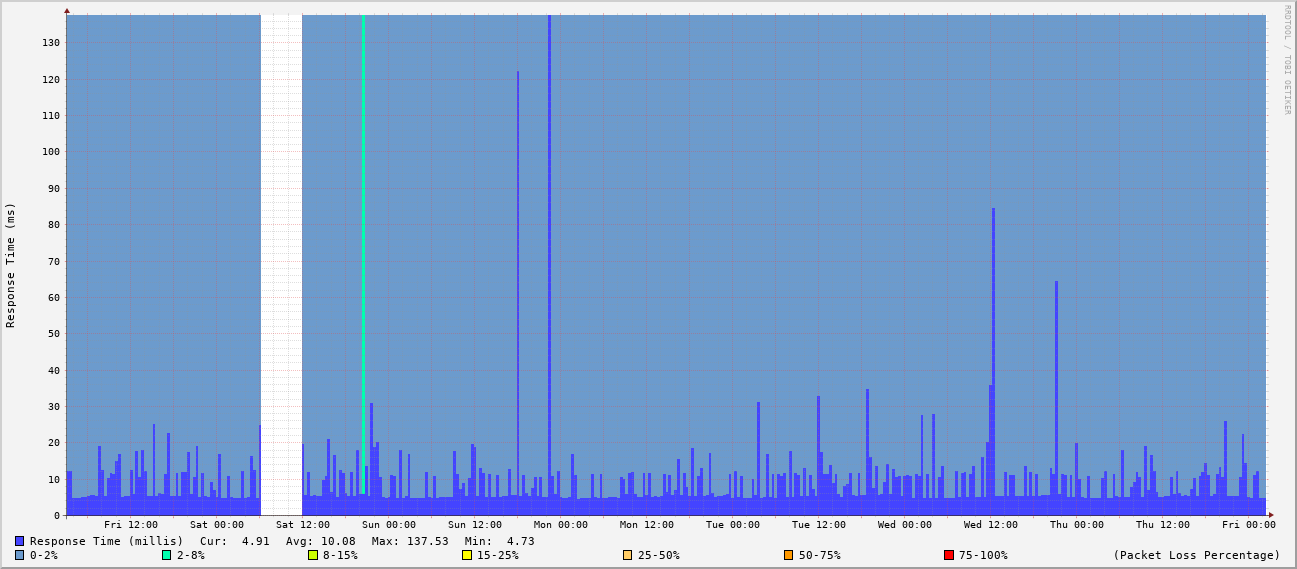 RRDTOOL / TOBI OETIKER
Response Time (ms)
130
120
110
100
90
80
70
60
50
40
30
20
10
0
Fri 12:00 Sat 00:00 Sat 12:00 Sun 00:00 Sun 12:00 Mon 00:00 Mon 12:00 Tue 00:00 Tue 12:00 Wed 00:00 Wed 12:00 Thu 00:00 Thu 12:00 Fri 00:00
Response Time (millis) Cur: 4.91 Avg: 10.08 Max: 137.53 Min: 4.73
0-2% 2-8% 8-15% 15-25% 25-50% 50-75% 75-100% (Packet Loss Percentage)